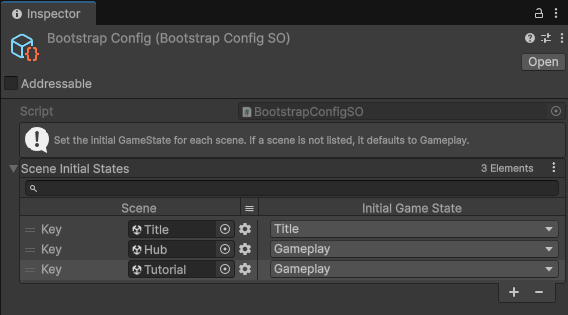 Inspector
Bootstrap Config (Bootstrap Config SO)
Open
Addressable
Script BootstrapConfigSO
Set the initial GameState for each scene. If a scene is not listed, it defaults to Gameplay.
Scene Initial States 3 Elements
Scene Initial Game State
Key Title Title
Key Hub Gameplay
Key Tutorial Gameplay